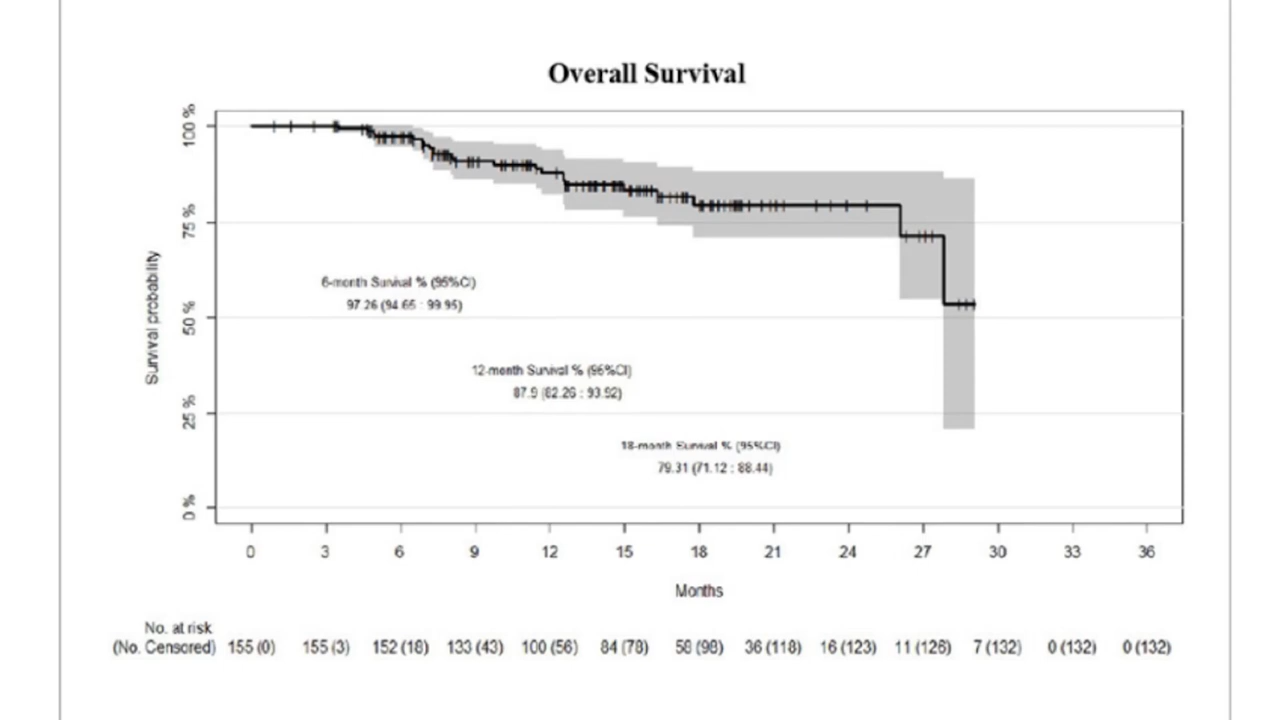 Overall Survival
100 %
75 %
50 %
25 %
0 %
Survival probability
6-month Survival % (95%CI)
97.26 (94.65 : 99.95)
12-month Survival % (95%CI)
87.9 (82.26 : 93.92)
18-month Survival % (95%CI)
79.31 (71.12 : 88.44)
0 3 6 9 12 15 18 21 24 27 30 33 36
Months
No. at risk
(No. Censored) 155 (0) 155 (3) 152 (18) 133 (43) 100 (56) 84 (78) 58 (98) 36 (118) 16 (123) 11 (126) 7 (132) 0 (132) 0 (132)